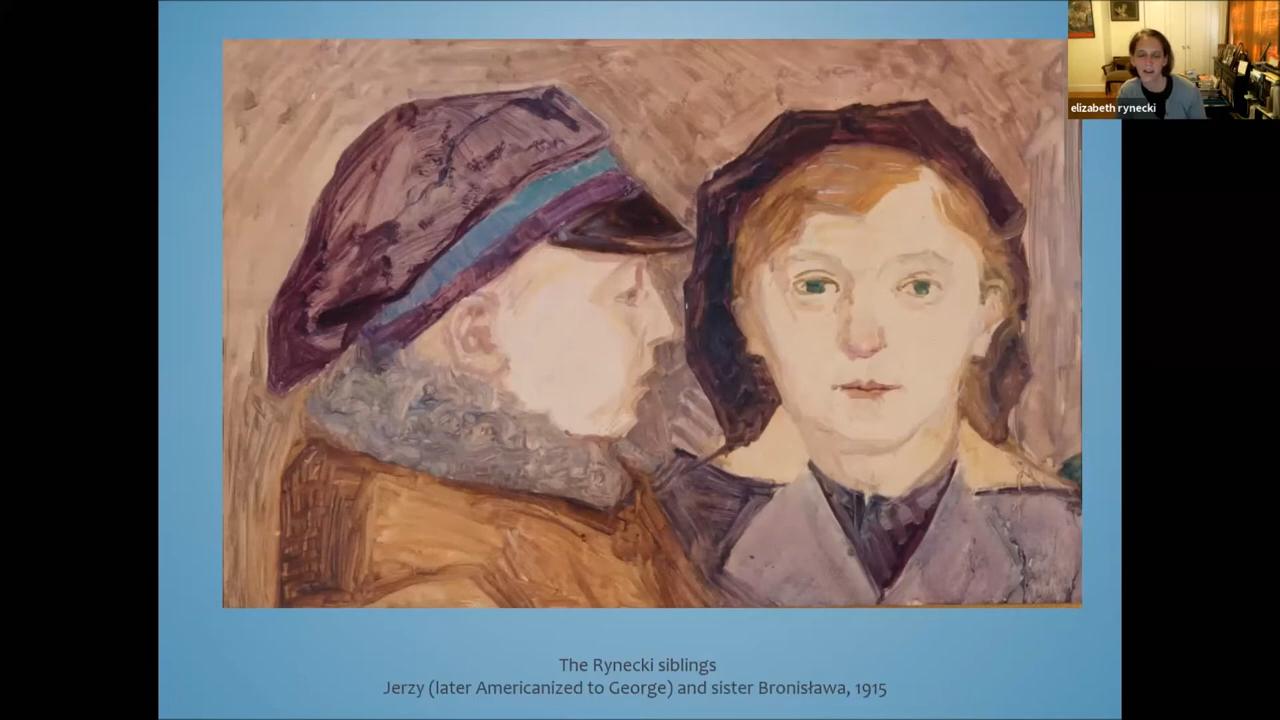 elizabeth rynecki
The Rynecki siblings
Jerzy (later Americanized to George) and sister Bronisława, 1915